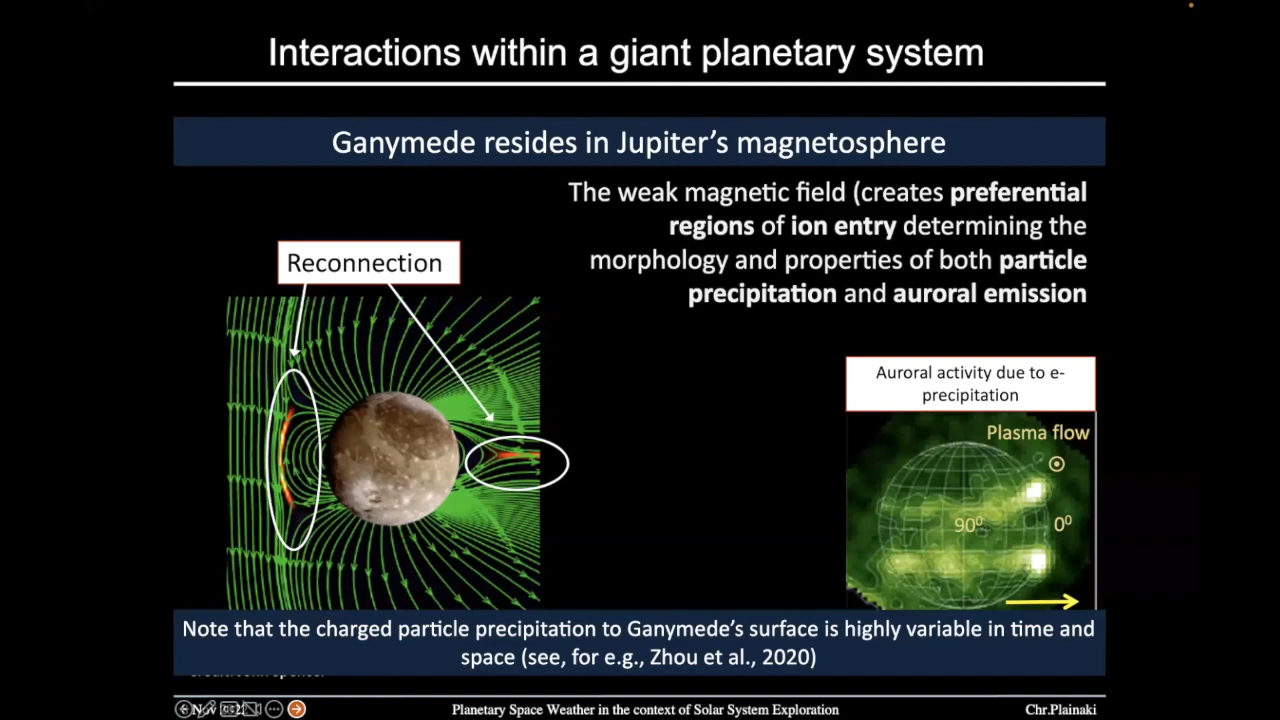 Interactions within a giant planetary system
Ganymede resides in Jupiter's magnetosphere
The weak magnetic field (creates preferential
regions of ion entry determining the
morphology and properties of both particle
precipitation and auroral emission
Reconnection
Auroral activity due to e-
precipitation
Plasma flow
90⁰
0⁰
Note that the charged particle precipitation to Ganymede's surface is highly variable in time and
space (see, for e.g., Zhou et al., 2020)
Planetary Space Weather in the context of Solar System Exploration
Chr.Plainaki